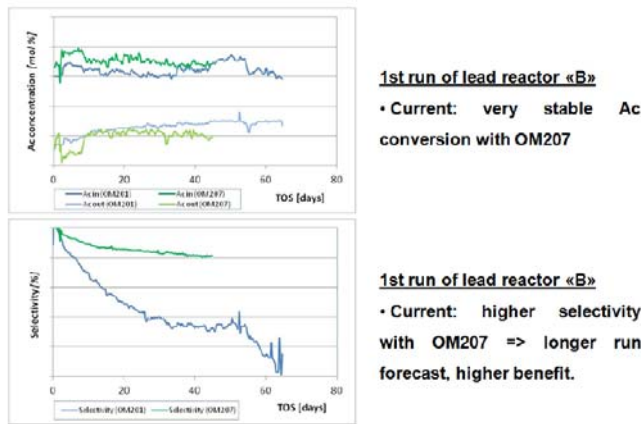 Ac concentration [mol %]
0
20
40
60
80
Ac in (OM201)
Ac in (OM207)
Ac out (OM201)
Ac out (OM207)
TOS [days]
1st run of lead reactor «B»
• Current: very stable Ac
conversion with OM207
Selectivity [%]
0
20
40
60
80
Selectivity (OM201)
Selectivity (OM207)
TOS [days]
1st run of lead reactor «B»
• Current: higher selectivity
with OM207 => longer run
forecast, higher benefit.